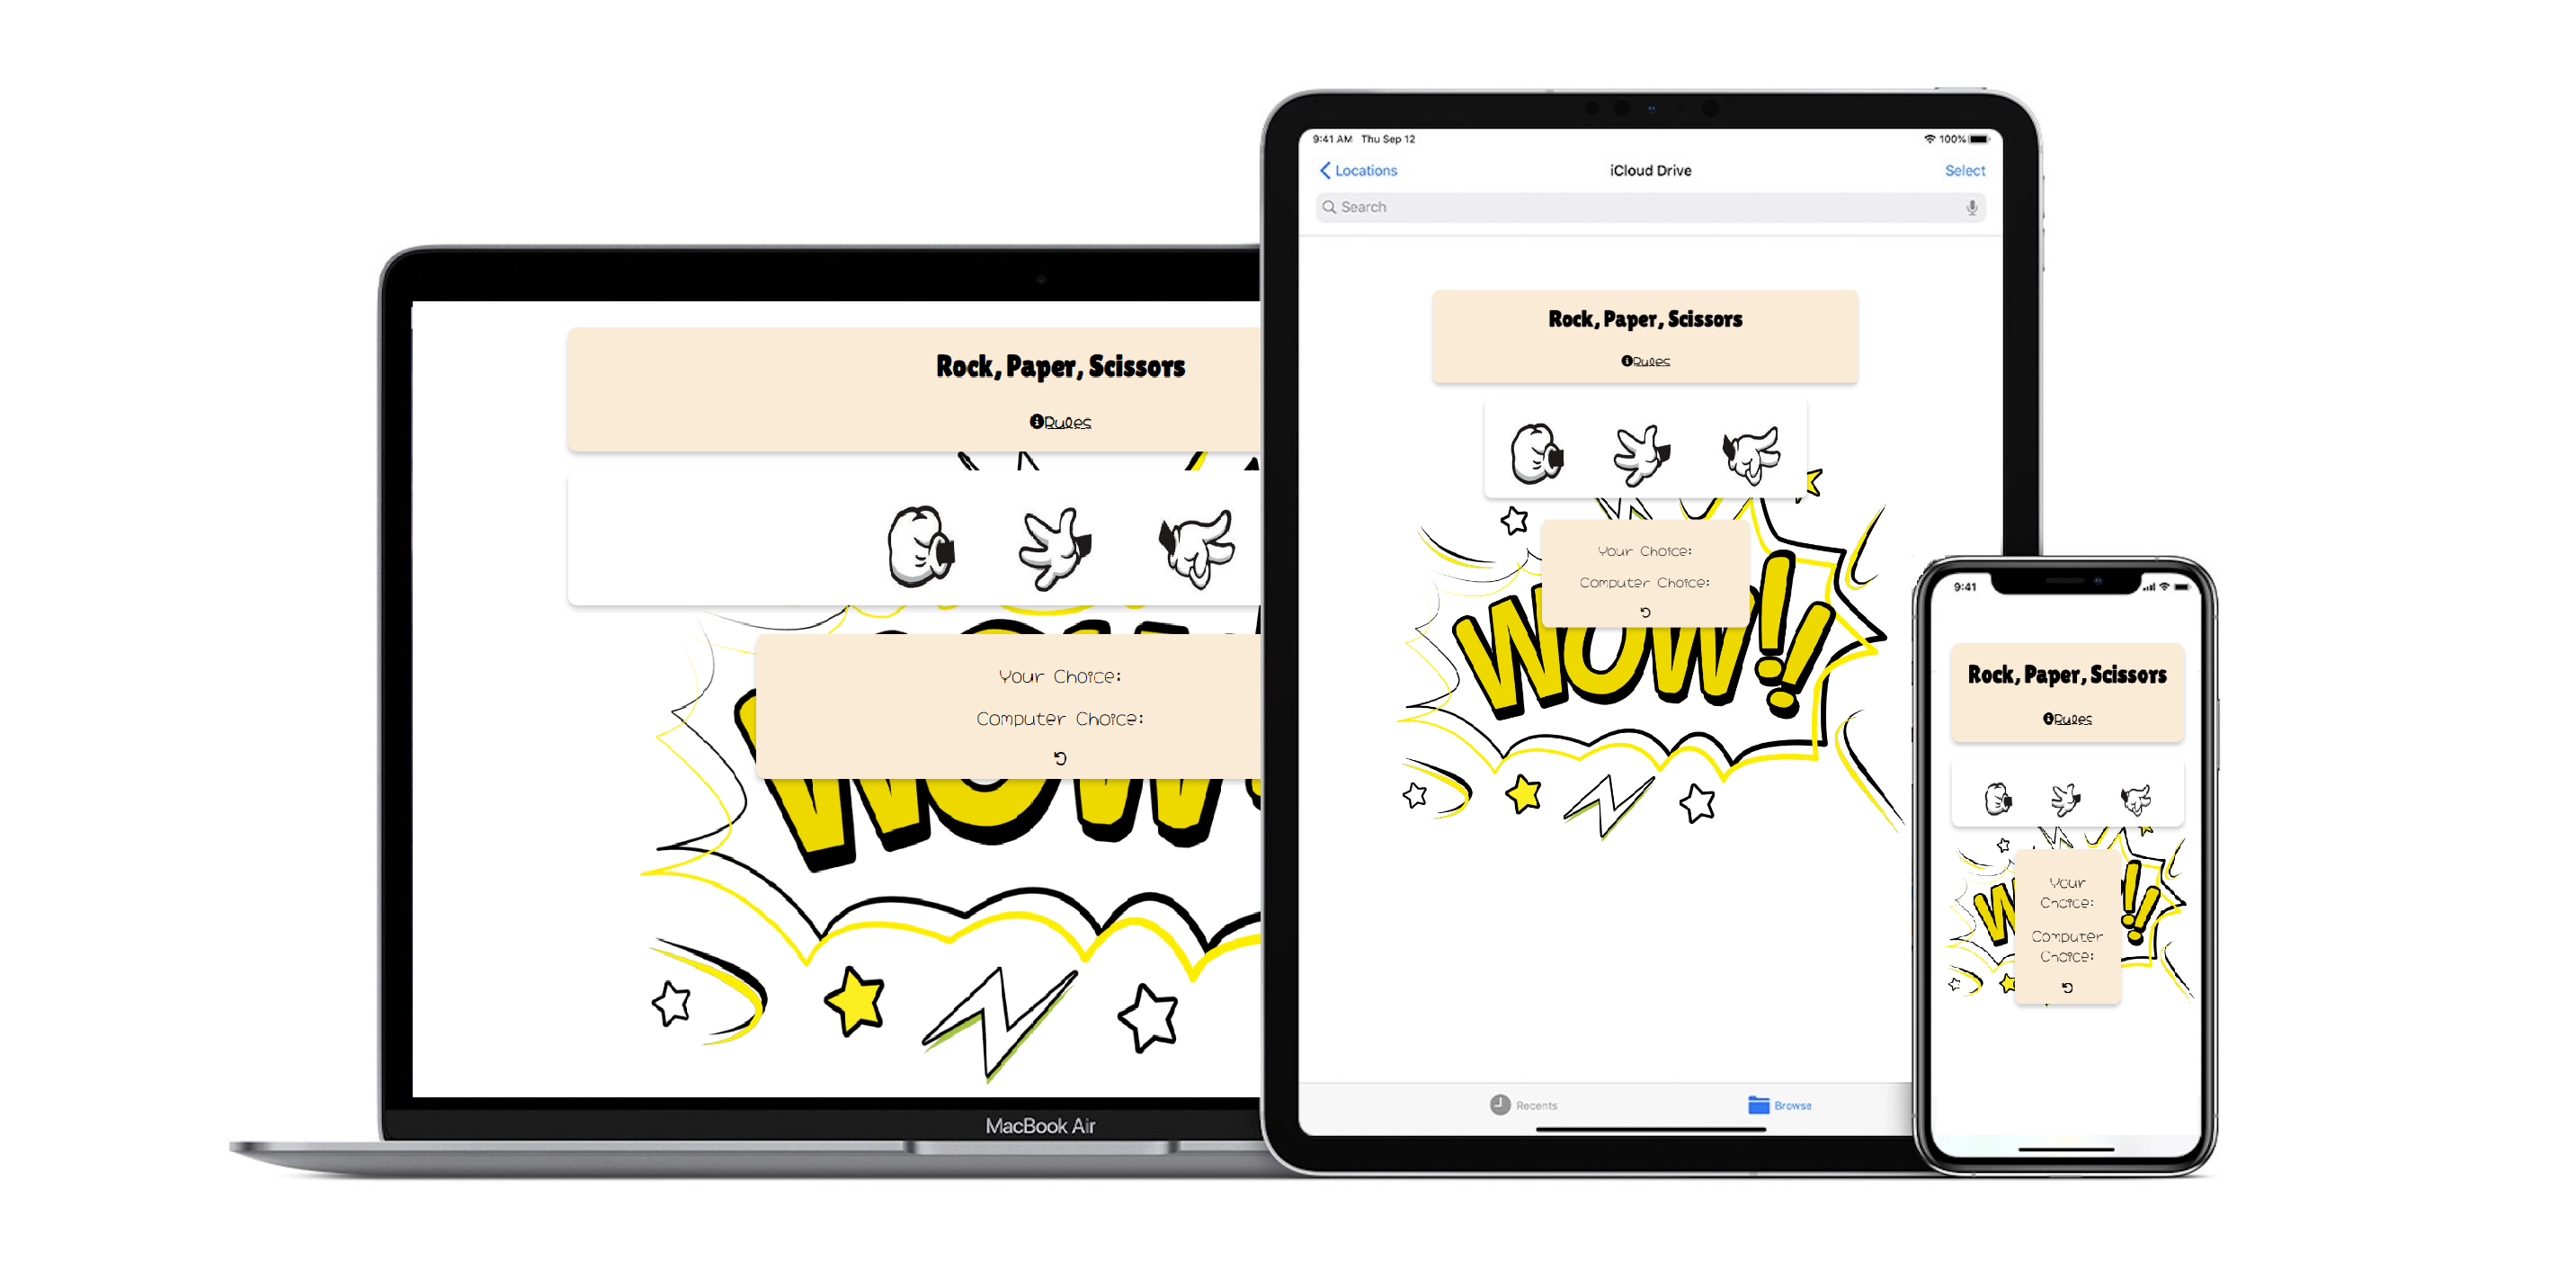 Rock, Paper, Scissors
Rules
Your Choice:
Computer Choice:
WOW!
MacBook Air
9:41 AM Thu Sep 12
100%
Locations
iCloud Drive
Select
Search
Rock, Paper, Scissors
Rules
Your Choice:
Computer Choice:
WOW!!
Recents
Browse
9:41
Rock, Paper, Scissors
Rules
Your
Choice:
Computer
Choice:
W !!